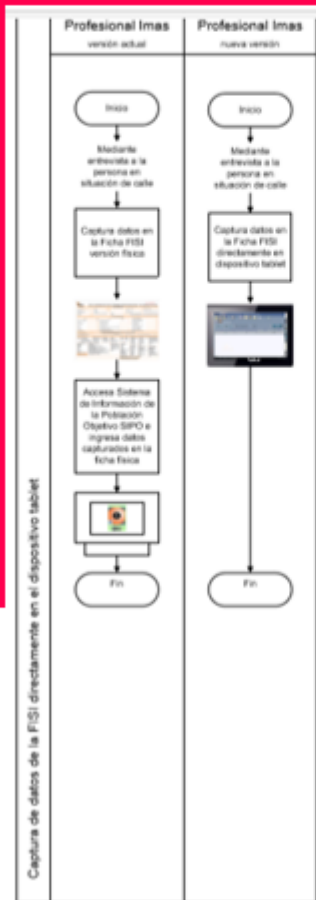 Profesional Imas
versión actual
Profesional Imas
nueva versión
Inicio
Mediante
entrevista a la
persona en
situación de calle
Captura datos en
la Ficha FISI
versión física
Accesa Sistema
de Información de
la Población
Objetivo SIPO e
ingresa datos
capturados en la
ficha física
Fin
Inicio
Mediante
entrevista a la
persona en
situación de calle
Captura datos en
la Ficha FISI
directamente en
dispositivo tablet
Fin
Captura de datos de la FISI directamente en el dispositivo tablet